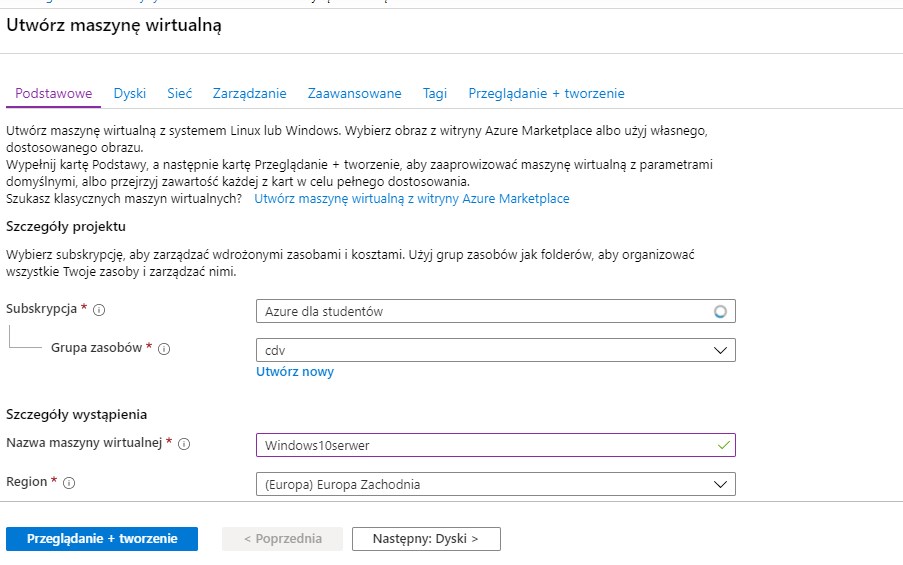 Utwórz maszynę wirtualną
Podstawowe Dyski Sieć Zarządzanie Zaawansowane Tagi Przeglądanie + tworzenie
Utwórz maszynę wirtualną z systemem Linux lub Windows. Wybierz obraz z witryny Azure Marketplace albo użyj własnego,
dostosowanego obrazu.
Wypełnij kartę Podstawy, a następnie kartę Przeglądanie + tworzenie, aby zaaprowizować maszynę wirtualną z parametrami
domyślnymi, albo przejrzyj zawartość każdej z kart w celu pełnego dostosowania.
Szukasz klasycznych maszyn wirtualnych? Utwórz maszynę wirtualną z witryny Azure Marketplace
Szczegóły projektu
Wybierz subskrypcję, aby zarządzać wdrożonymi zasobami i kosztami. Użyj grup zasobów jak folderów, aby organizować
wszystkie Twoje zasoby i zarządzać nimi.
Subskrypcja * Azure dla studentów
Grupa zasobów * cdv
Utwórz nowy
Szczegóły wystąpienia
Nazwa maszyny wirtualnej * Windows10serwer
Region * (Europa) Europa Zachodnia
Przeglądanie + tworzenie < Poprzednia Następny: Dyski >